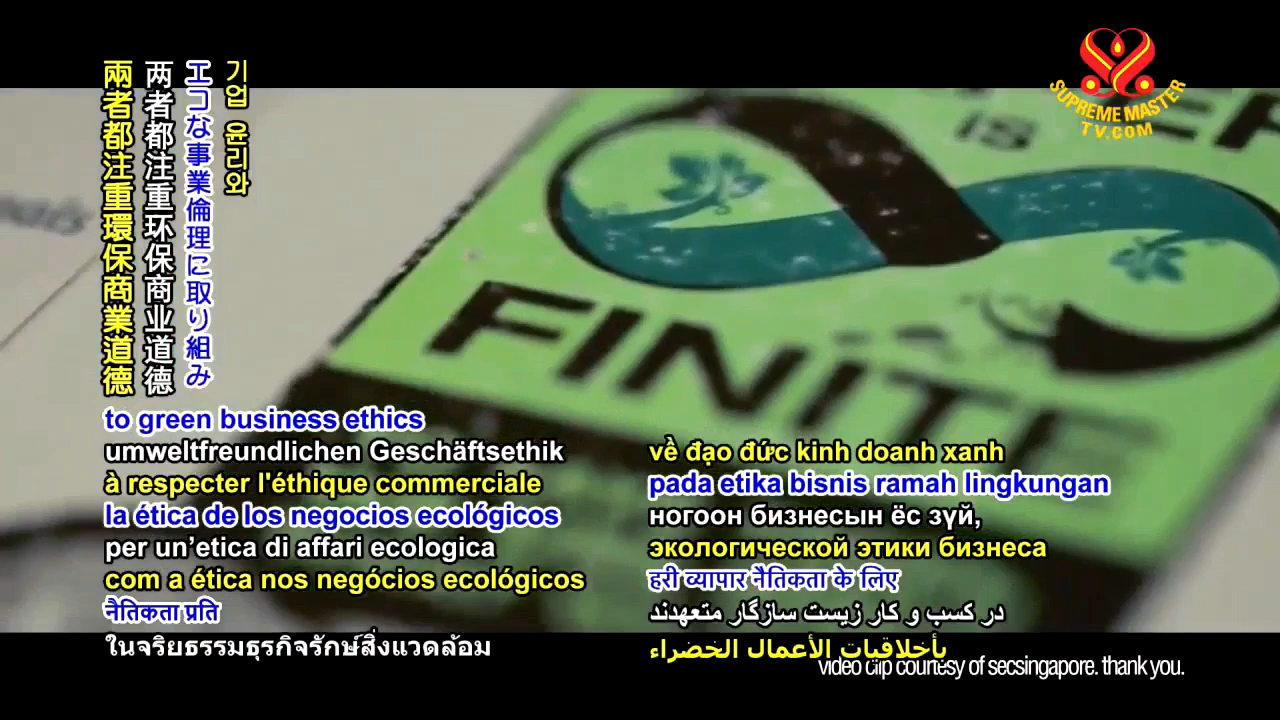 兩者都注重環保商業道德
两者都注重环保商业道德
エコな事業倫理に取り組み
기업 윤리와
SUPREME MASTER
TV.COM
IS
FINITE
to green business ethics
umweltfreundlichen Geschäftsethik
à respecter l'éthique commerciale
la ética de los negocios ecológicos
per un’etica di affari ecologica
com a ética nos negócios ecológicos
नैतिकता प्रति
ในจริยธรรมธุรกิจรักษ์สิ่งแวดล้อม
về đạo đức kinh doanh xanh
pada etika bisnis ramah lingkungan
ногоон бизнесын ёс зүй,
экологической этики бизнеса
हरी व्यापार नैतिकता के लिए
در کسب و کار زیست سازگار متعهدند
بأخلاقيات الأعمال الخضراء
video clip courtesy of secsingapore. thank you.